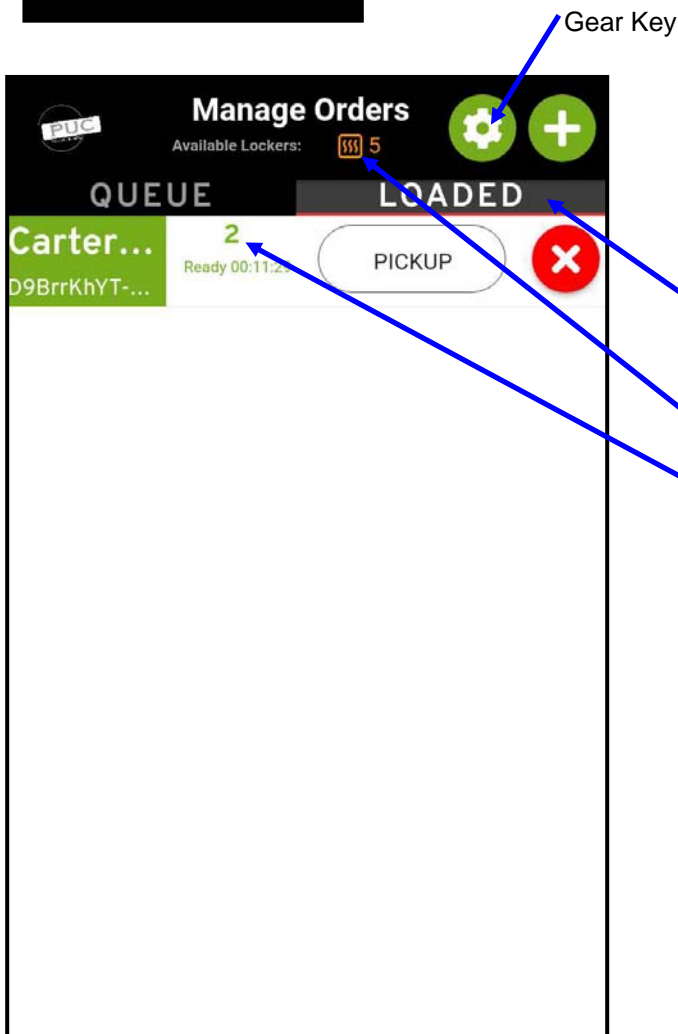 Gear Key
PUC
Manage Orders
Available Lockers: 5
QUEUE LOADED
Carter...
2
Ready 00:11:29
PICKUP
D9BrrKhYT-...